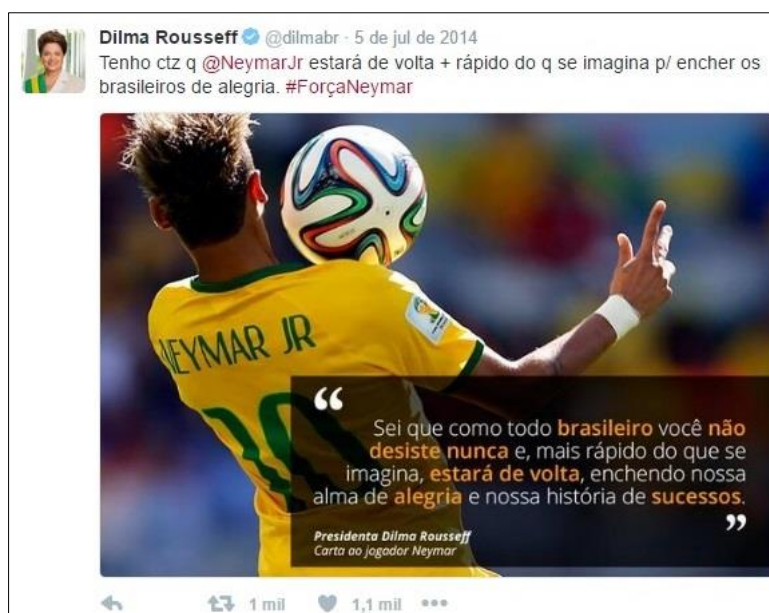 Dilma Rousseff @dilmabr · 5 de jul de 2014
Tenho ctz q @NeymarJr estará de volta + rápido do q se imagina p/ encher os
brasileiros de alegria. #ForçaNeymar
NEYMAR JR
10
“
Sei que como todo brasileiro você não
desiste nunca e, mais rápido do que se
imagina, estará de volta, enchendo nossa
alma de alegria e nossa história de sucessos.
”
Presidenta Dilma Rousseff
Carta ao jogador Neymar
1 mil 1,1 mil